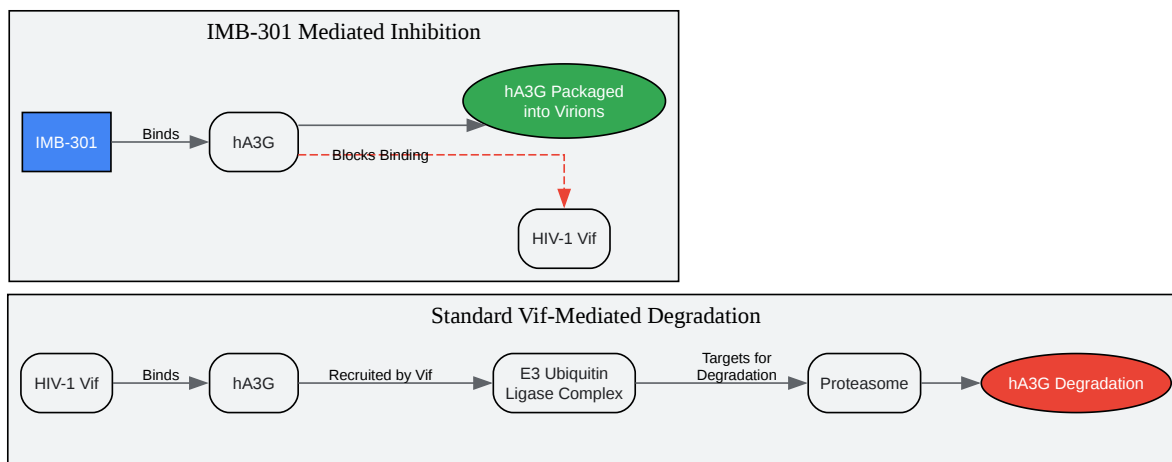 IMB-301 Mediated Inhibition
IMB-301
Binds
hA3G
hA3G Packaged
into Virions
Blocks Binding
HIV-1 Vif
Standard Vif-Mediated Degradation
HIV-1 Vif
Binds
hA3G
Recruited by Vif
E3 Ubiquitin
Ligase Complex
Targets for
Degradation
Proteasome
hA3G Degradation